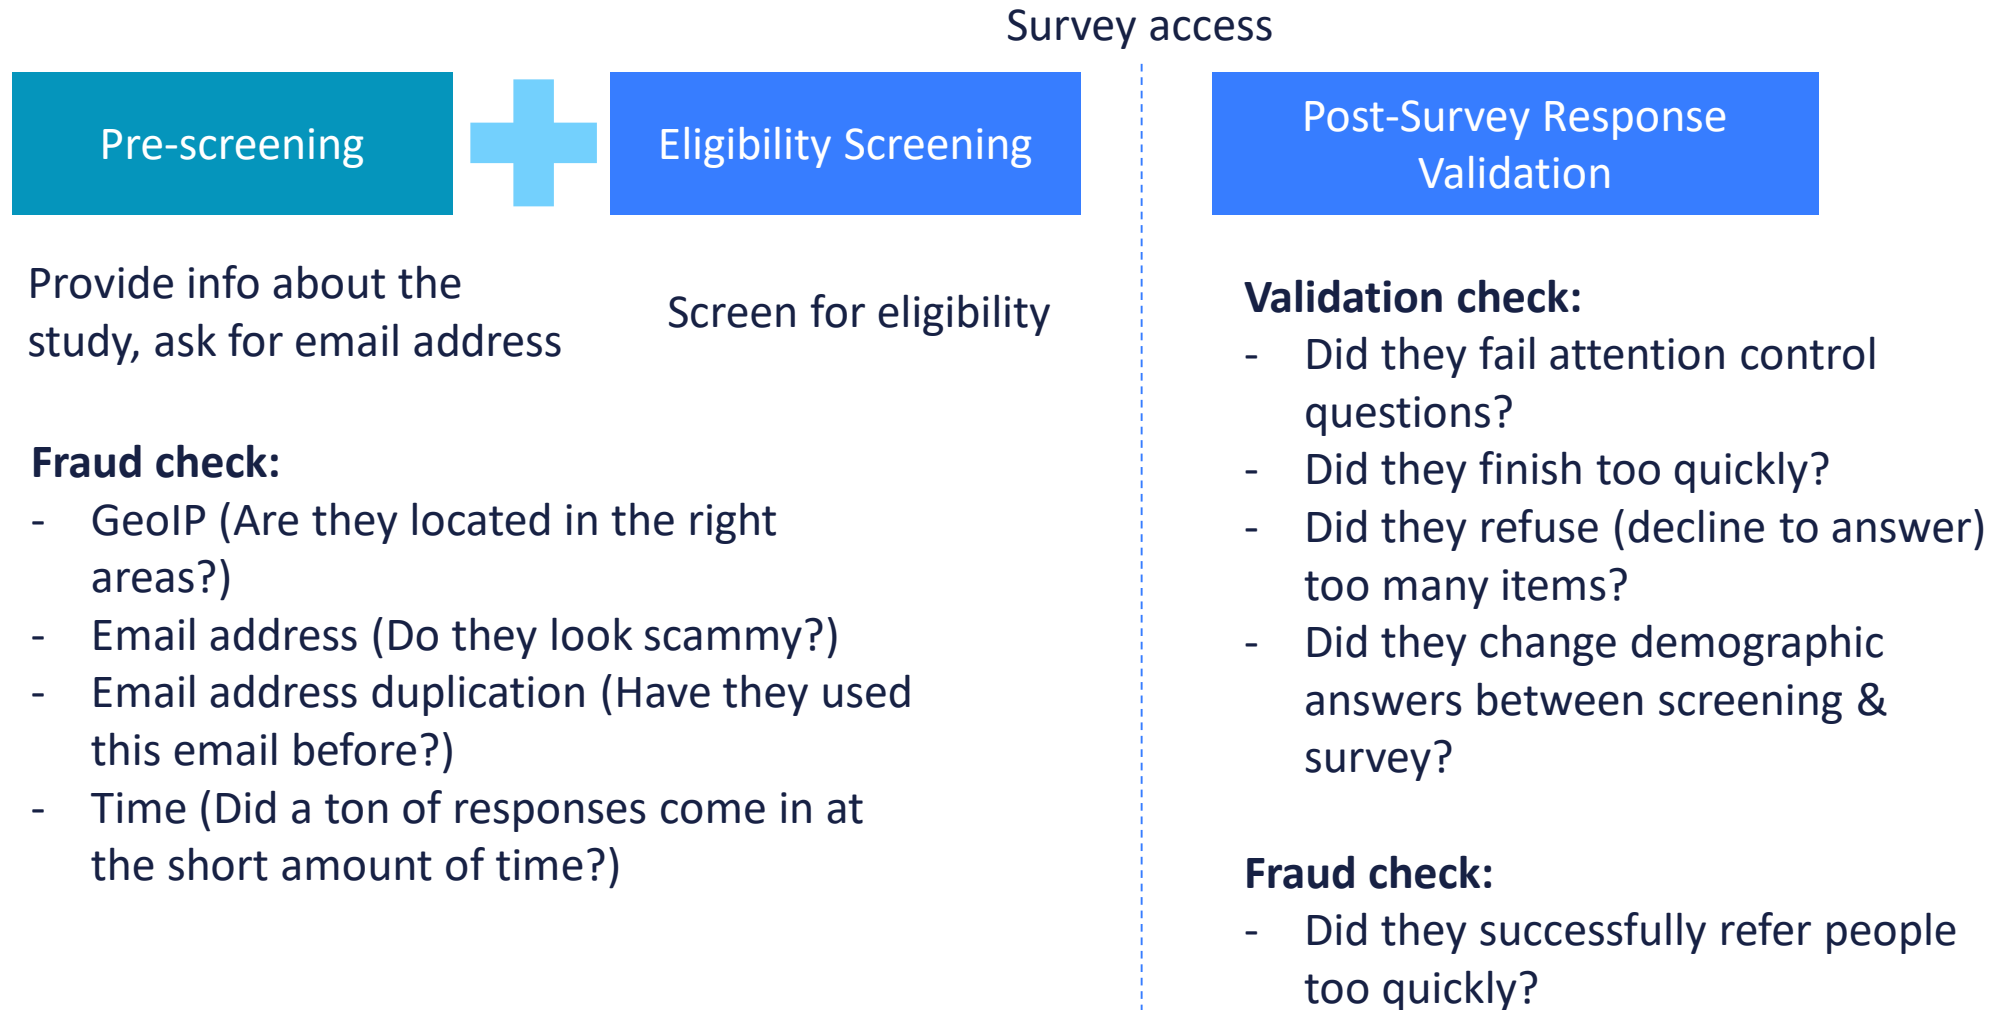 Survey access
Pre-screening
Eligibility Screening
Post-Survey Response
Validation
Provide info about the
study, ask for email address
Screen for eligibility
Fraud check:
- GeoIP (Are they located in the right
areas?)
- Email address (Do they look scammy?)
- Email address duplication (Have they used
this email before?)
- Time (Did a ton of responses come in at
the short amount of time?)
Validation check:
- Did they fail attention control
questions?
- Did they finish too quickly?
- Did they refuse (decline to answer)
too many items?
- Did they change demographic
answers between screening &
survey?
Fraud check:
- Did they successfully refer people
too quickly?